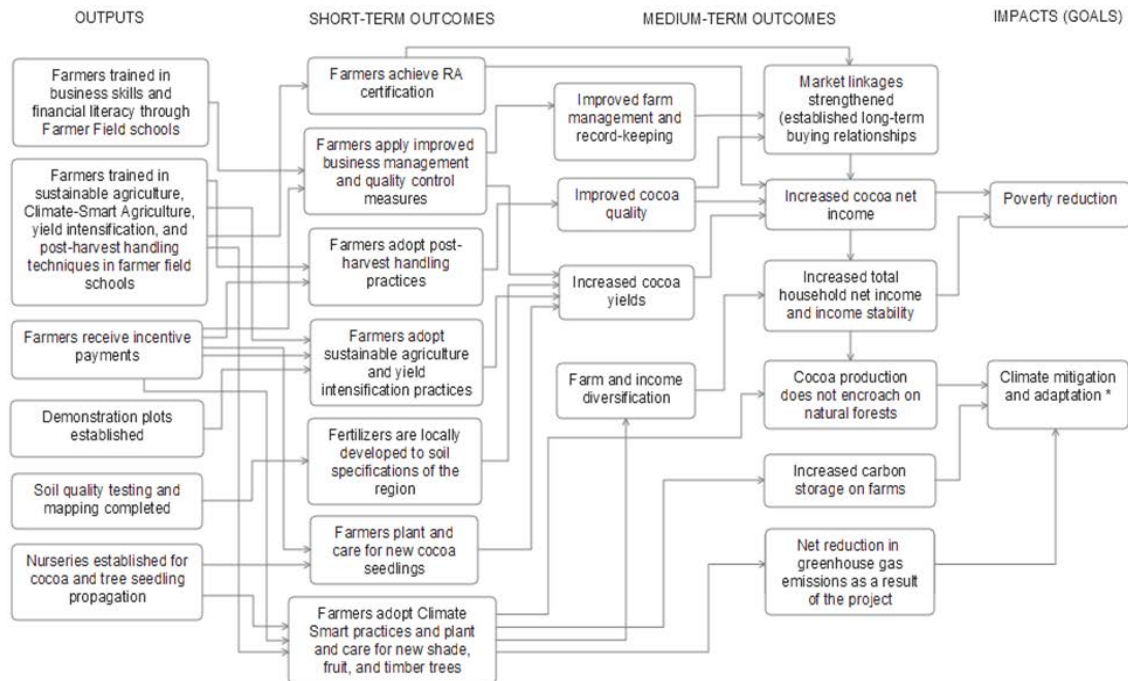 OUTPUTS
SHORT-TERM OUTCOMES
MEDIUM-TERM OUTCOMES
IMPACTS (GOALS)
Farmers trained in
business skills and
financial literacy through
Farmer Field schools
Farmers trained in
sustainable agriculture,
Climate-Smart Agriculture,
yield intensification, and
post-harvest handling
techniques in farmer field
schools
Farmers receive incentive
payments
Demonstration plots
established
Soil quality testing and
mapping completed
Nurseries established for
cocoa and tree seedling
propagation
Farmers achieve RA
certification
Farmers apply improved
business management
and quality control
measures
Farmers adopt post-
harvest handling
practices
Farmers adopt
sustainable agriculture
and yield
intensification practices
Fertilizers are locally
developed to soil
specifications of the
region
Farmers plant and
care for new cocoa
seedlings
Farmers adopt Climate
Smart practices and plant
and care for new shade,
fruit, and timber trees
Improved farm
management and
record-keeping
Improved cocoa
quality
Increased cocoa
yields
Farm and income
diversification
Market linkages
strengthened
(established long-term
buying relationships
Increased cocoa net
income
Increased total
household net income
and income stability
Cocoa production
does not encroach on
natural forests
Increased carbon
storage on farms
Net reduction in
greenhouse gas
emissions as a result
of the project
Poverty reduction
Climate mitigation
and adaptation *